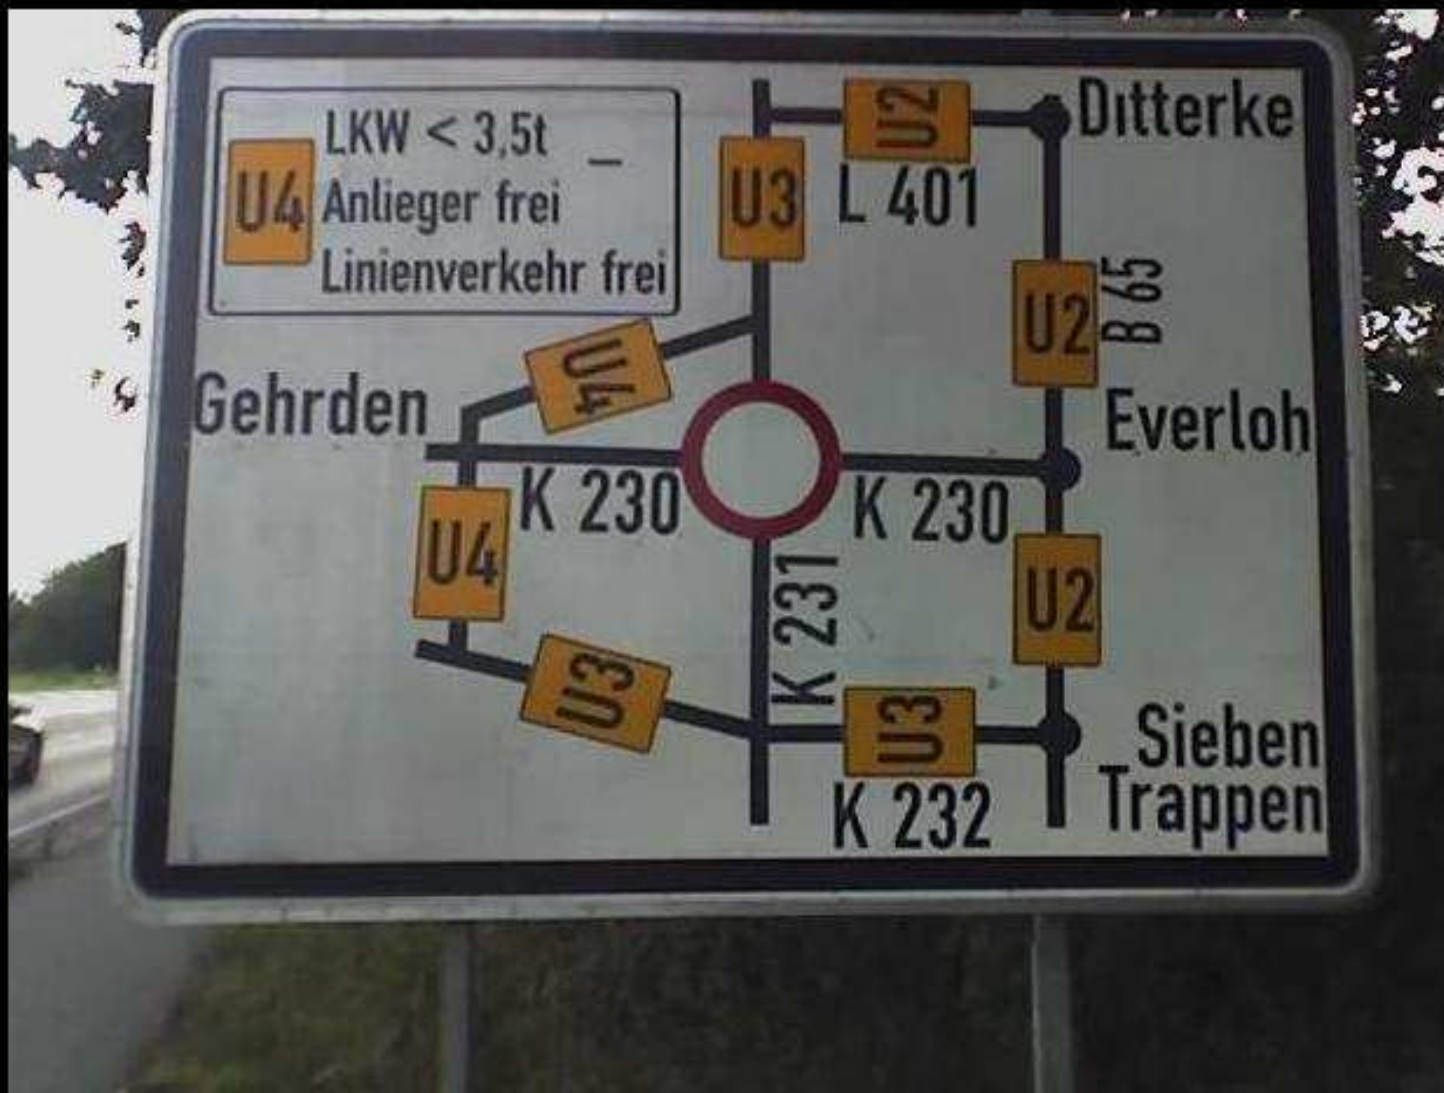 LKW < 3,5t _
U4 Anlieger frei
Linienverkehr frei
U2
Ditterke
U3
L 401
U2
B 65
U4
Gehrden
Everloh
K 230
K 230
U4
K 231
U2
U3
U3
Sieben
Trappen
K 232